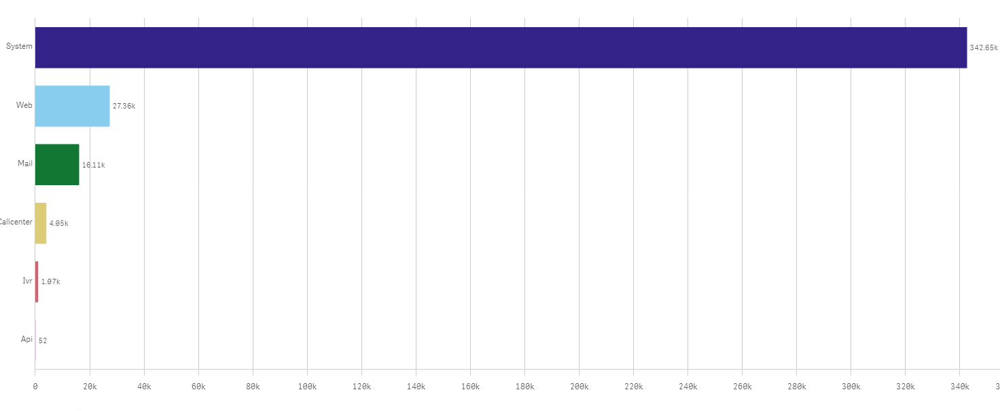 System
342.65k
Web
27.36k
Mail
16.11k
Callcenter
4.05k
Ivr
1.07k
Api
52
0 20k 40k 60k 80k 100k 120k 140k 160k 180k 200k 220k 240k 260k 280k 300k 320k 340k 3